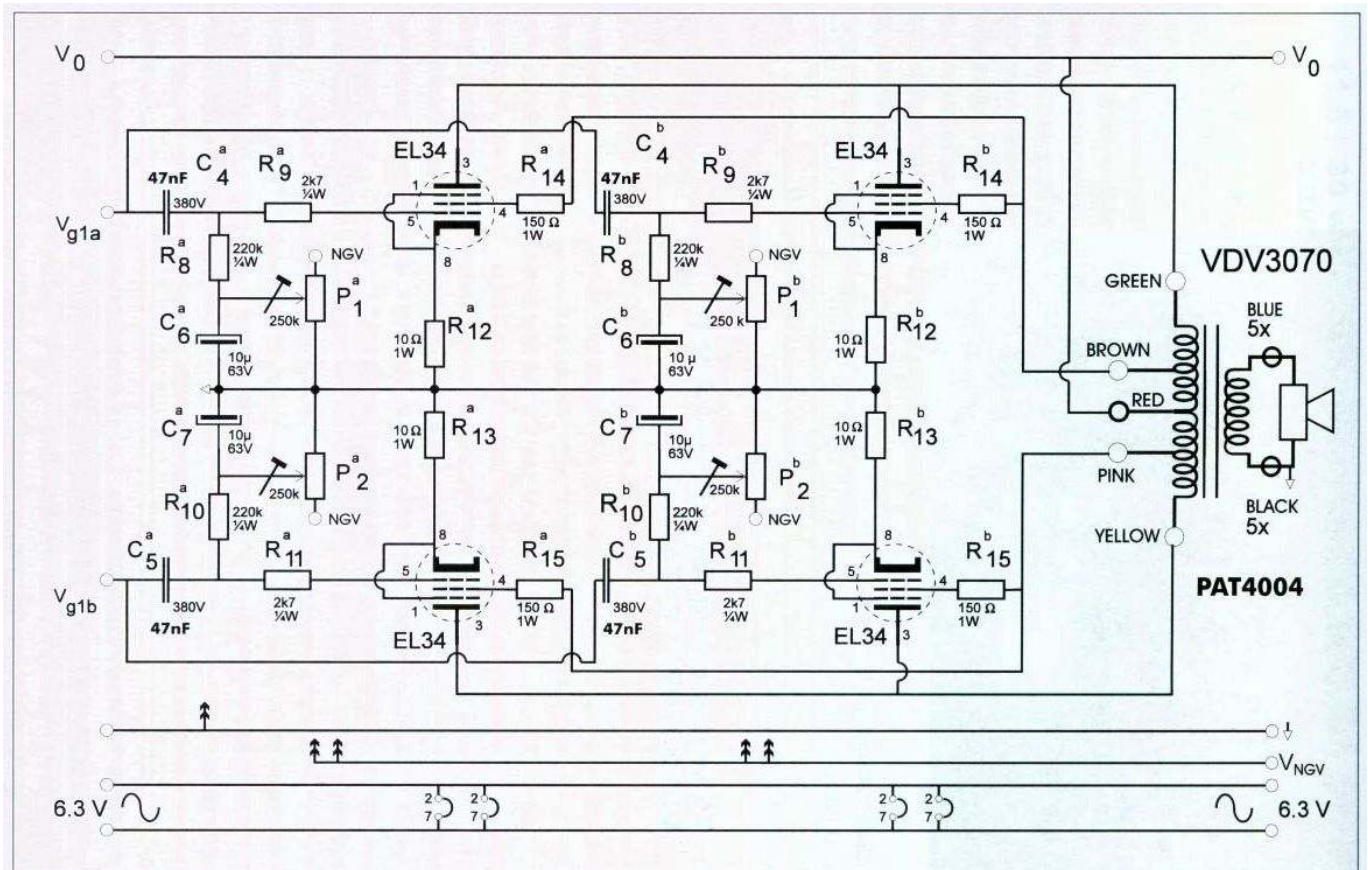 V0
V0
C4a
R9a
EL34
R14a
C4b
R9b
EL34
R14b
47nF
380V
2k7
¼W
3
1
5
4
8
150 Ω
1W
47nF
380V
2k7
¼W
3
1
5
4
8
150 Ω
1W
Vg1a
R8a
220k
¼W
NGV
P1a
250 k
R8b
220k
¼W
NGV
P1b
250 k
VDV3070
GREEN
BLUE
5x
C6a
10µ
63V
10 Ω
1W
R12a
C6b
10 µ
63V
10 Ω
1W
R12b
BROWN
RED
C7a
10µ
63V
10 Ω
1W
R13a
C7b
10µ
63V
10 Ω
1W
R13b
P2a
250k
NGV
P2b
250k
NGV
PINK
BLACK
5x
R10a
220k
¼W
R10b
220k
¼W
YELLOW
C5a
R11a
8
R15a
C5b
R11b
8
R15b
Vg1b
380V
47nF
2k7
¼W
5
4
1
3
EL34
150 Ω
1W
380V
47nF
2k7
¼W
5
4
1
3
EL34
150 Ω
1W
PAT4004
VNGV
6.3 V
2
7
2
7
2
7
2
7
6.3 V